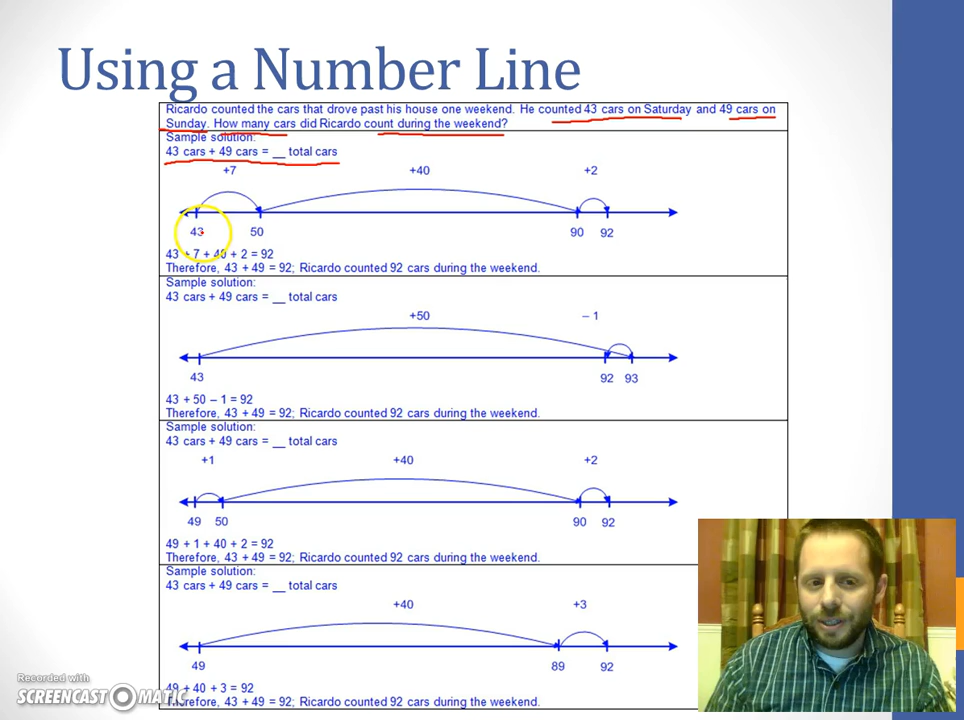 Using a Number Line
Ricardo counted the cars that drove past his house one weekend. He counted 43 cars on Saturday and 49 cars on
Sunday. How many cars did Ricardo count during the weekend?
Sample solution:
43 cars + 49 cars = __ total cars
+7 +40 +2
43 50 90 92
43 + 7 + 40 + 2 = 92
Therefore, 43 + 49 = 92; Ricardo counted 92 cars during the weekend.
Sample solution:
43 cars + 49 cars = __ total cars
+50 – 1
43 92 93
43 + 50 – 1 = 92
Therefore, 43 + 49 = 92; Ricardo counted 92 cars during the weekend.
Sample solution:
43 cars + 49 cars = __ total cars
+1 +40 +2
49 50 90 92
49 + 1 + 40 + 2 = 92
Therefore, 43 + 49 = 92; Ricardo counted 92 cars during the weekend.
Sample solution:
43 cars + 49 cars = __ total cars
+40 +3
49 89 92
49 + 40 + 3 = 92
Therefore, 43 + 49 = 92; Ricardo counted 92 cars during the weekend.
Recorded with
SCREENCAST O MATIC